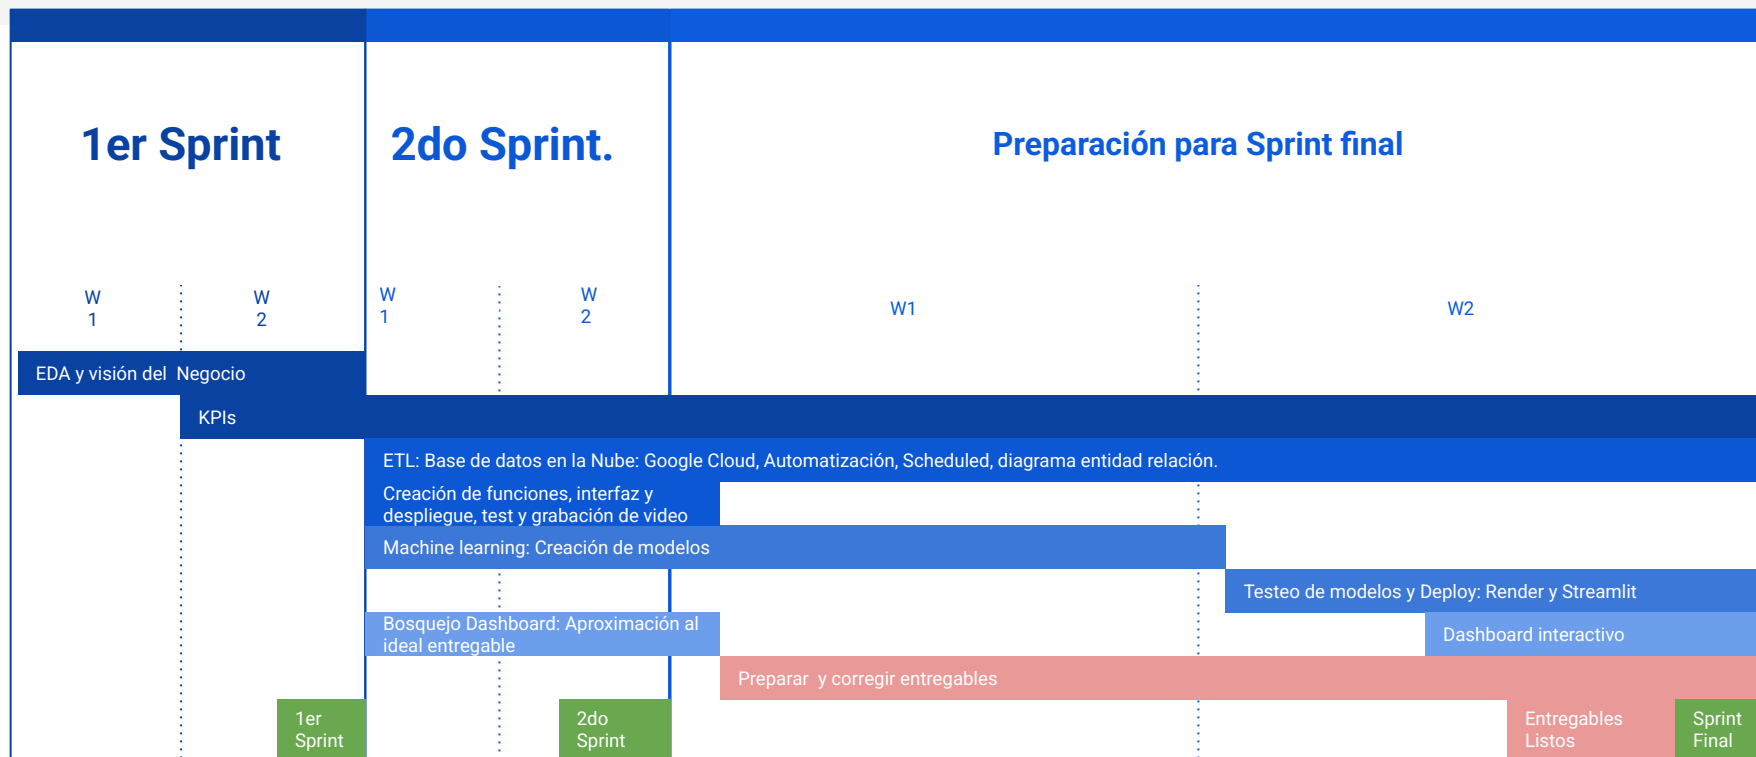 1er Sprint
2do Sprint.
Preparación para Sprint final
W
1
W
2
W
1
W
2
W1
W2
EDA y visión del  Negocio
KPIs
ETL: Base de datos en la Nube: Google Cloud, Automatización, Scheduled, diagrama entidad relación.
Creación de funciones, interfaz y
despliegue, test y grabación de video
Machine learning: Creación de modelos
Testeo de modelos y Deploy: Render y Streamlit
Bosquejo Dashboard: Aproximación al
ideal entregable
Dashboard interactivo
Preparar  y corregir entregables
1er
Sprint
2do
Sprint
Entregables
Listos
Sprint
Final